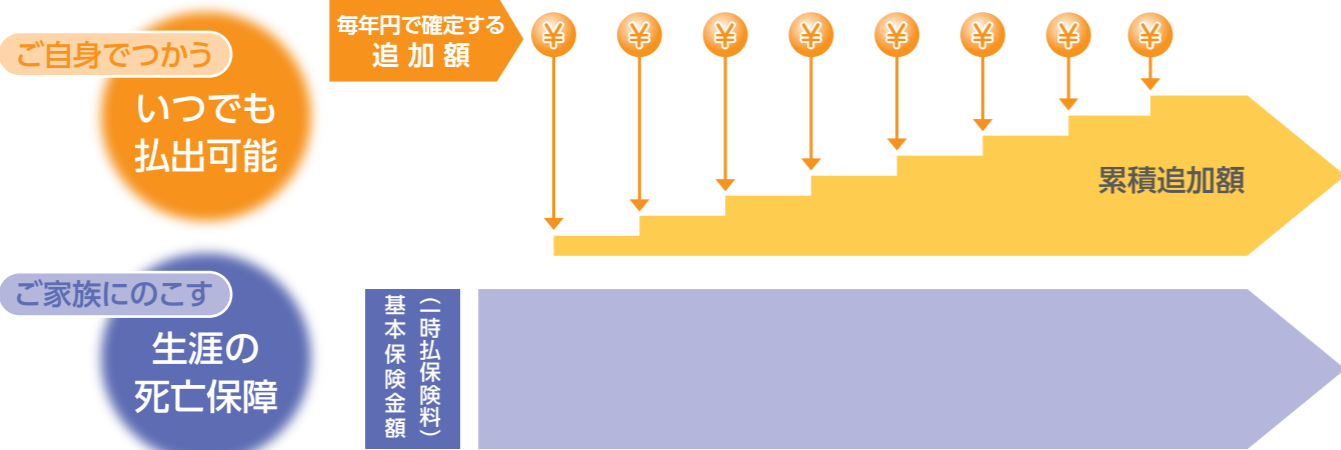 毎年円で確定する
追加額
¥ ¥ ¥ ¥ ¥ ¥ ¥ ¥
ご自身でつかう
いつでも
払出可能
累積追加額
ご家族にのこす
生涯の
死亡保障
基本保険金額
(一時払保険料)